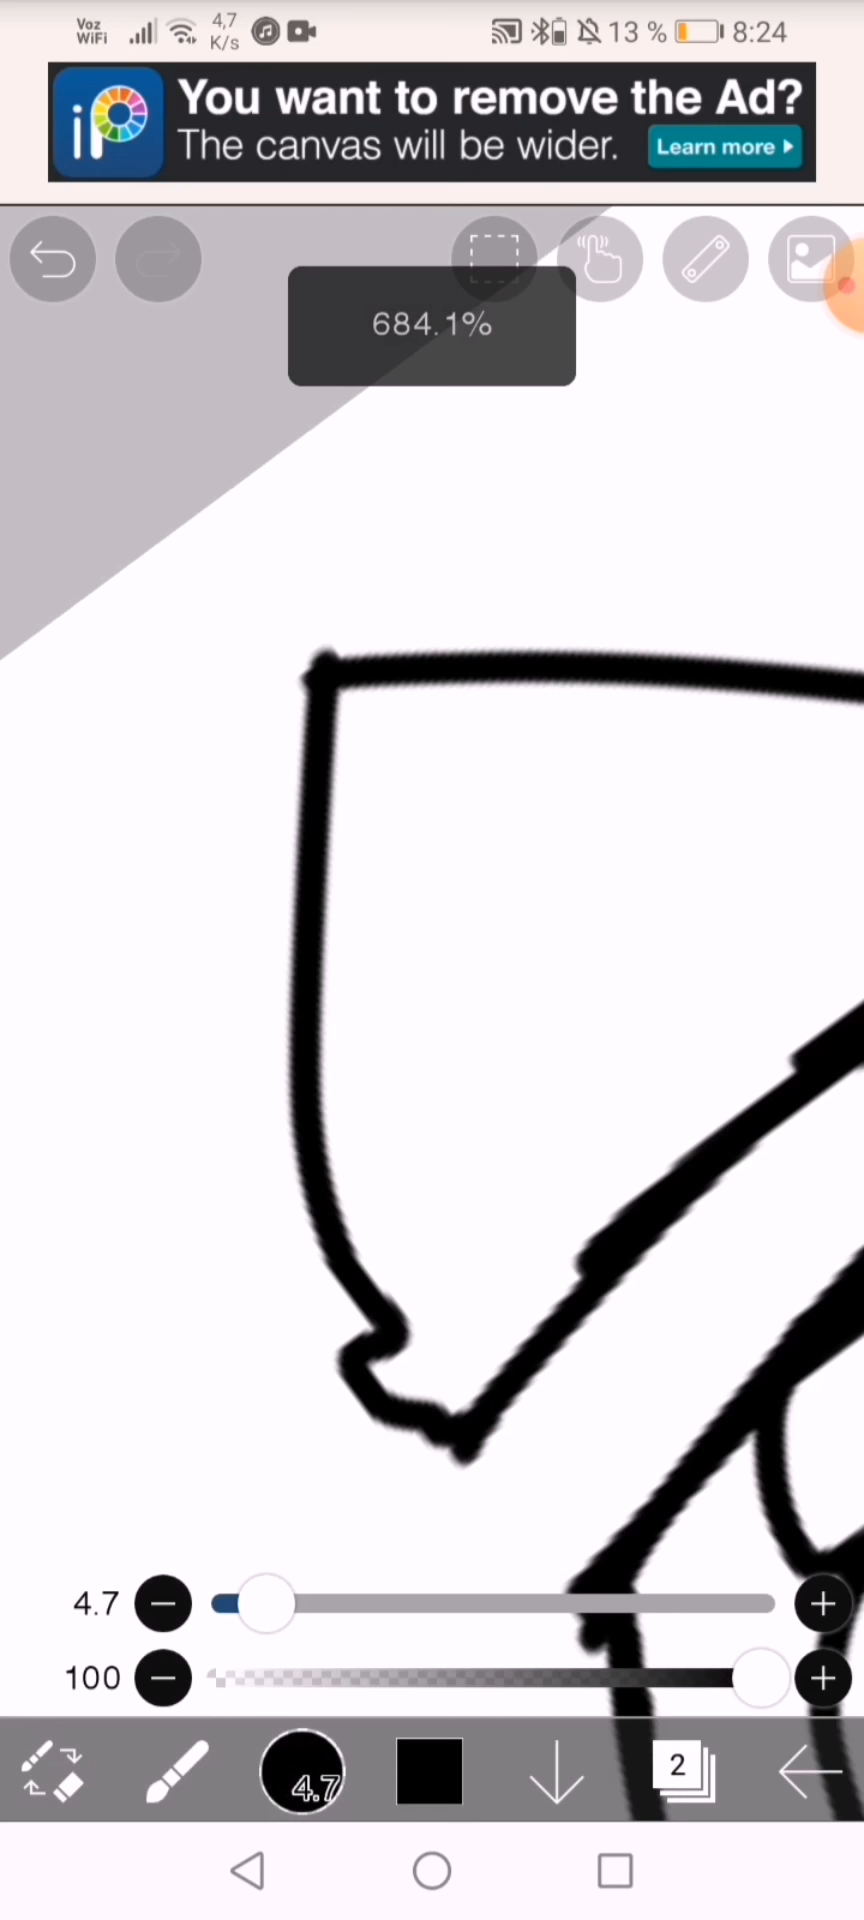 Voz
WiFi
4,7
K/s
13 %
8:24
iP
You want to remove the Ad?
The canvas will be wider.
Learn more
684.1%
4.7
100
4.7
2